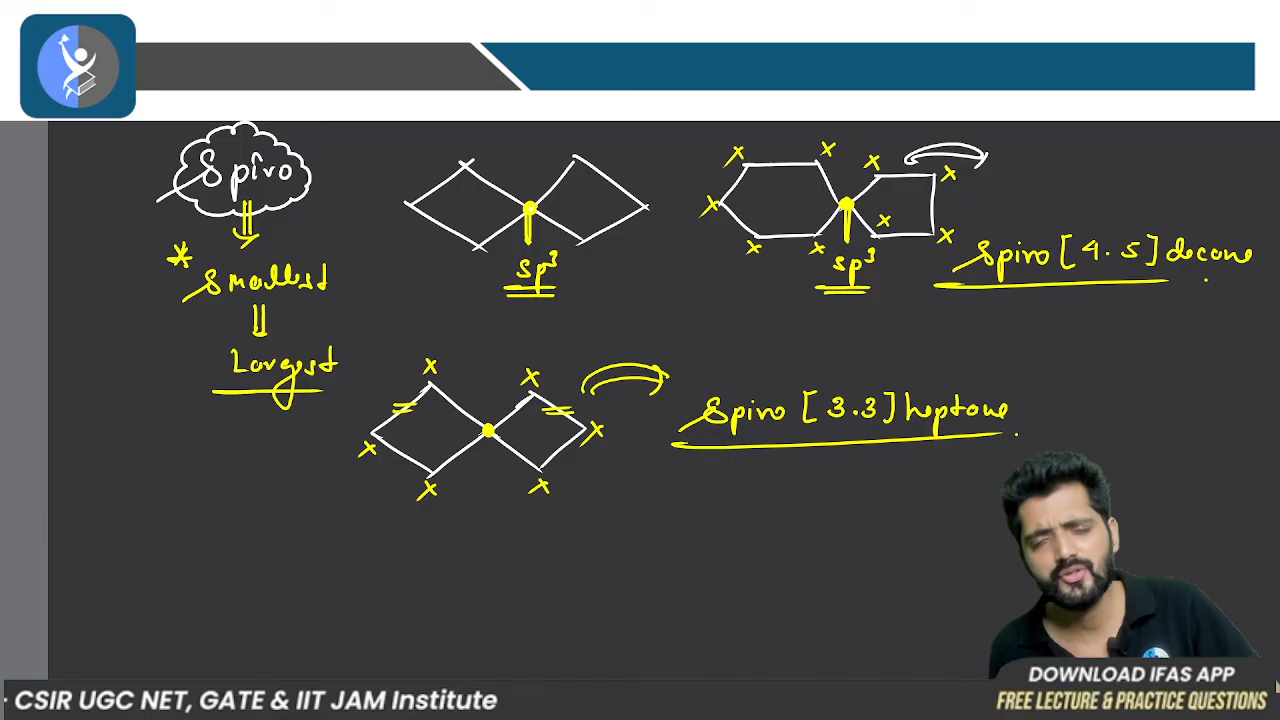 Spiro
* Smallest
Largest
sp³
x x x x x x x x x
sp³
Spiro [4.5] decane
x x x x x x
Spiro [3.3] heptane
DOWNLOAD IFAS APP
FREE LECTURE & PRACTICE QUESTIONS
- CSIR UGC NET, GATE & IIT JAM Institute